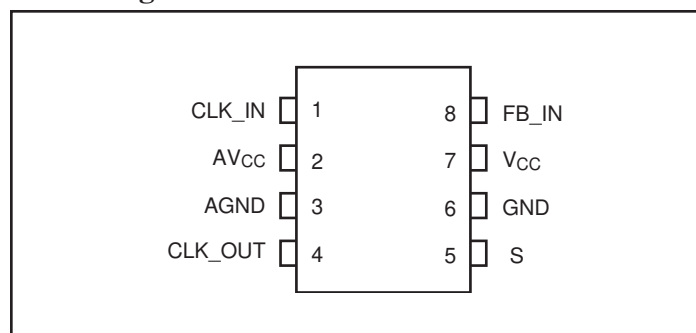 CLK_IN 1 8 FB_IN
AVCC 2 7 VCC
AGND 3 6 GND
CLK_OUT 4 5 S